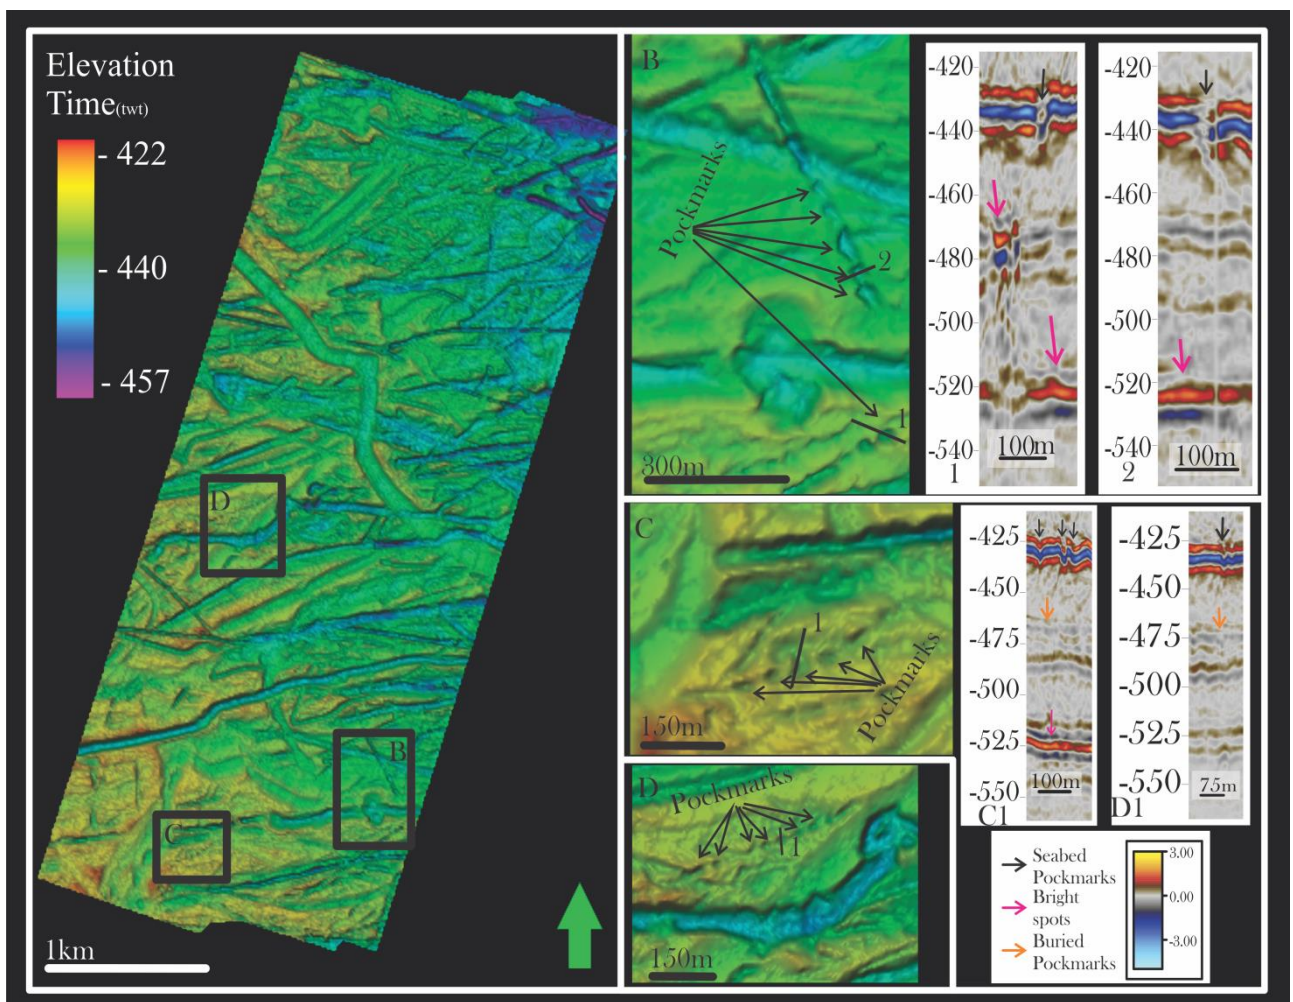 Elevation
Time(twt)
- 422
- 440
- 457
D
B
C
1km
B
Pockmarks
2
1
300m
-420
-440
-460
-480
-500
-520
-540
100m
1
-420
-440
-460
-480
-500
-520
-540
100m
2
C
1
Pockmarks
150m
D
Pockmarks
1
150m
-425
-450
-475
-500
-525
-550
100m
C1
-425
-450
-475
-500
-525
-550
75m
D1
Seabed
Pockmarks
Bright
spots
Buried
Pockmarks
3.00
0.00
-3.00